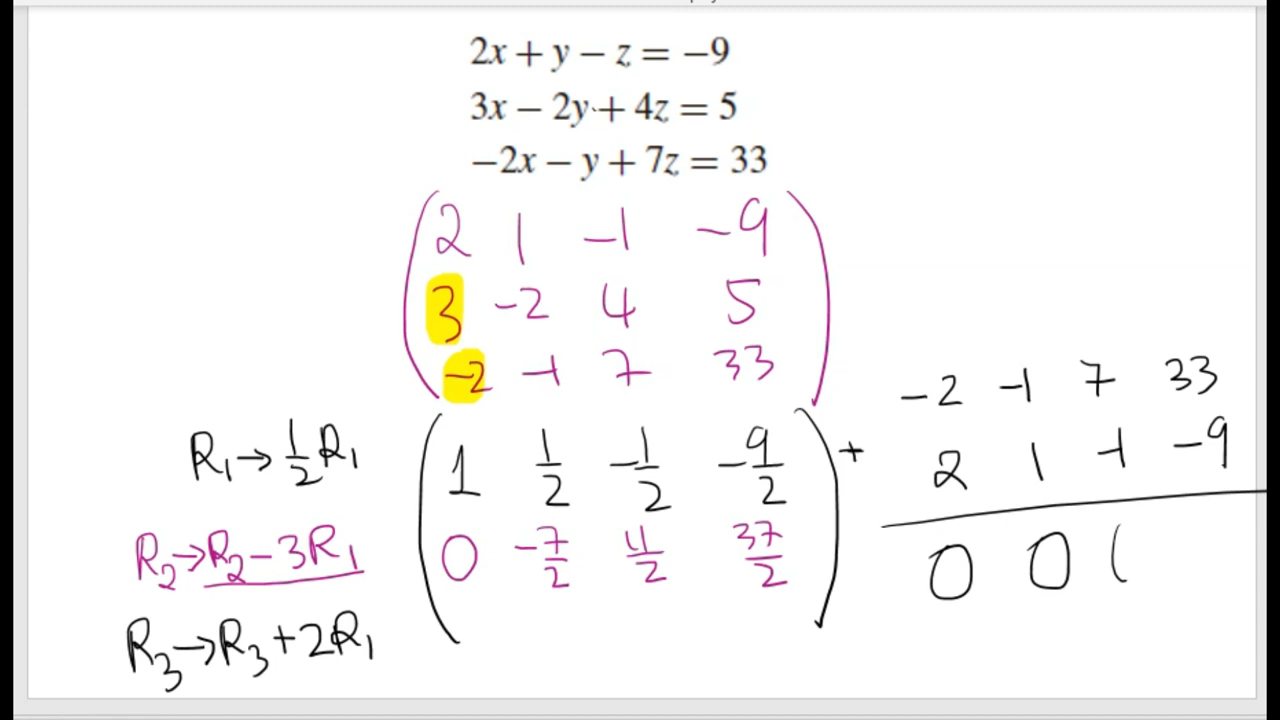 2x + y − z = −9
3x − 2y + 4z = 5
−2x − y + 7z = 33
2 1 -1 -9
3 -2 4 5
-2 -1 7 33
R₁→½R₁ 1 1/2 -1/2 -9/2
R₂→R₂-3R₁ 0 -7/2 11/2 37/2
R₃→R₃+2R₁
-2 -1 7 33
+ 2 1 -1 -9
0 0 (